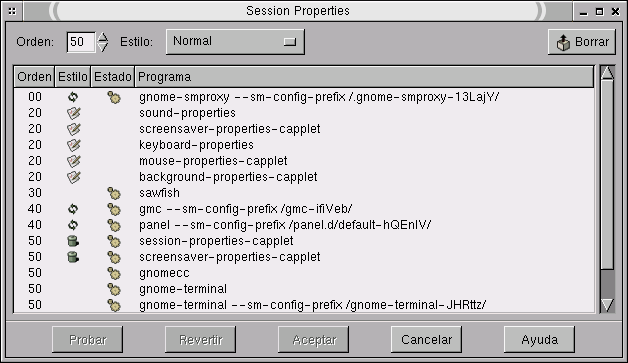 Session Properties
Orden: 50 Estilo: Normal Borrar
Orden Estilo Estado Programa
00 gnome-smproxy --sm-config-prefix /.gnome-smproxy-13LajY/
20 sound-properties
20 screensaver-properties-capplet
20 keyboard-properties
20 mouse-properties-capplet
20 background-properties-capplet
30 sawfish
40 gmc --sm-config-prefix /gmc-ifiVeb/
40 panel --sm-config-prefix /panel.d/default-hQEnIV/
50 session-properties-capplet
50 screensaver-properties-capplet
50 gnomecc
50 gnome-terminal
50 gnome-terminal --sm-config-prefix /gnome-terminal-JHRttz/
Probar Revertir Aceptar Cancelar Ayuda